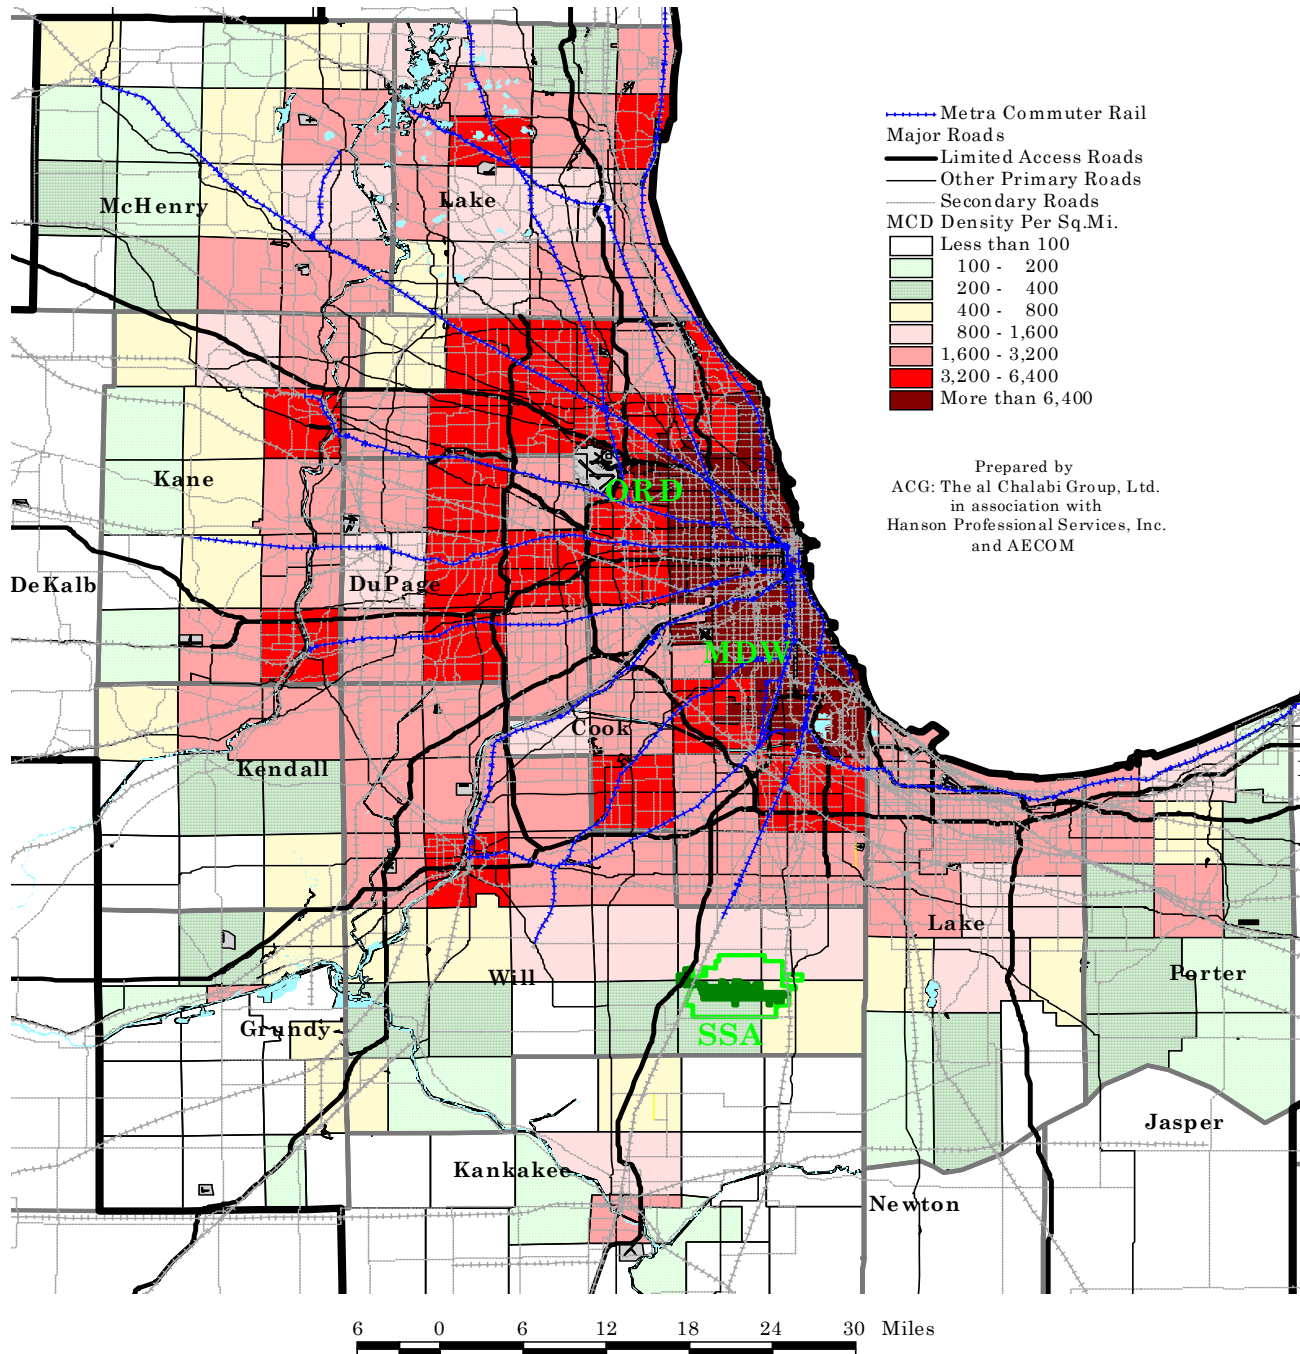 Metra Commuter Rail
Major Roads
Limited Access Roads
Other Primary Roads
Secondary Roads
MCD Density Per Sq.Mi.
Less than 100
100 - 200
200 - 400
400 - 800
800 - 1,600
1,600 - 3,200
3,200 - 6,400
More than 6,400
Prepared by
ACG: The al Chalabi Group, Ltd.
in association with
Hanson Professional Services, Inc.
and AECOM
McHenry
Lake
Kane
ORD
DeKalb
DuPage
MDW
Cook
Kendall
Lake
Will
Porter
Grundy
SSA
Jasper
Kankakee
Newton
6 0 6 12 18 24 30 Miles